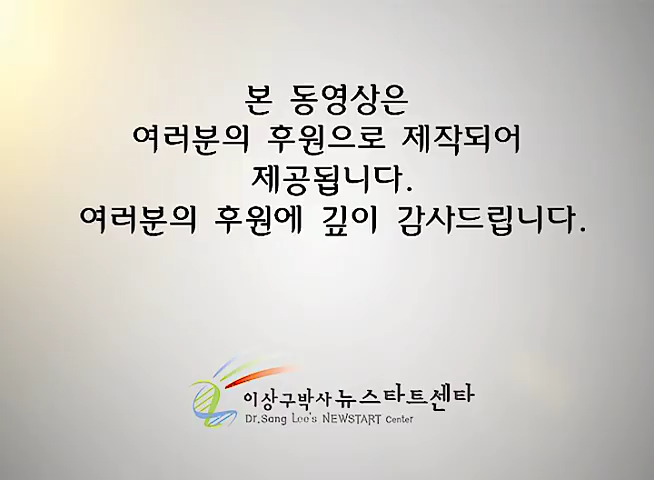 본 동영상은
여러분의 후원으로 제작되어
제공됩니다.
여러분의 후원에 깊이 감사드립니다.
이상구박사 뉴스타트센타
Dr.Sang Lee's NEWSTART Center